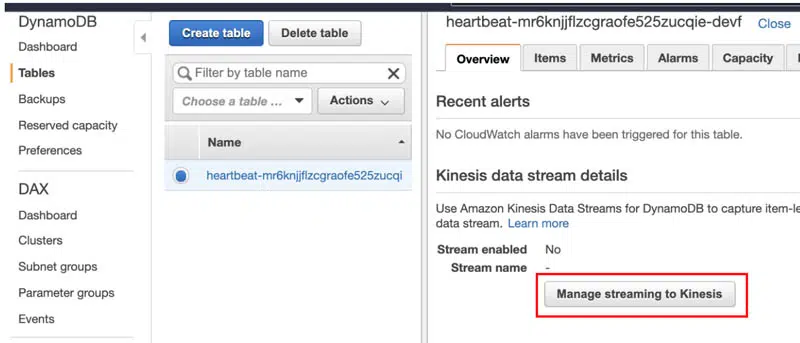 DynamoDB
Dashboard
Tables
Backups
Reserved capacity
Preferences
DAX
Dashboard
Clusters
Subnet groups
Parameter groups
Events
Create table
Delete table
Filter by table name
Choose a table ...
Actions
Name
heartbeat-mr6knjjflzcgraofe525zucqi
heartbeat-mr6knjjflzcgraofe525zucqie-devf
Close
Overview
Items
Metrics
Alarms
Capacity
Recent alerts
No CloudWatch alarms have been triggered for this table.
Kinesis data stream details
Use Amazon Kinesis Data Streams for DynamoDB to capture item-le
data stream. Learn more
Stream enabled No
Stream name -
Manage streaming to Kinesis